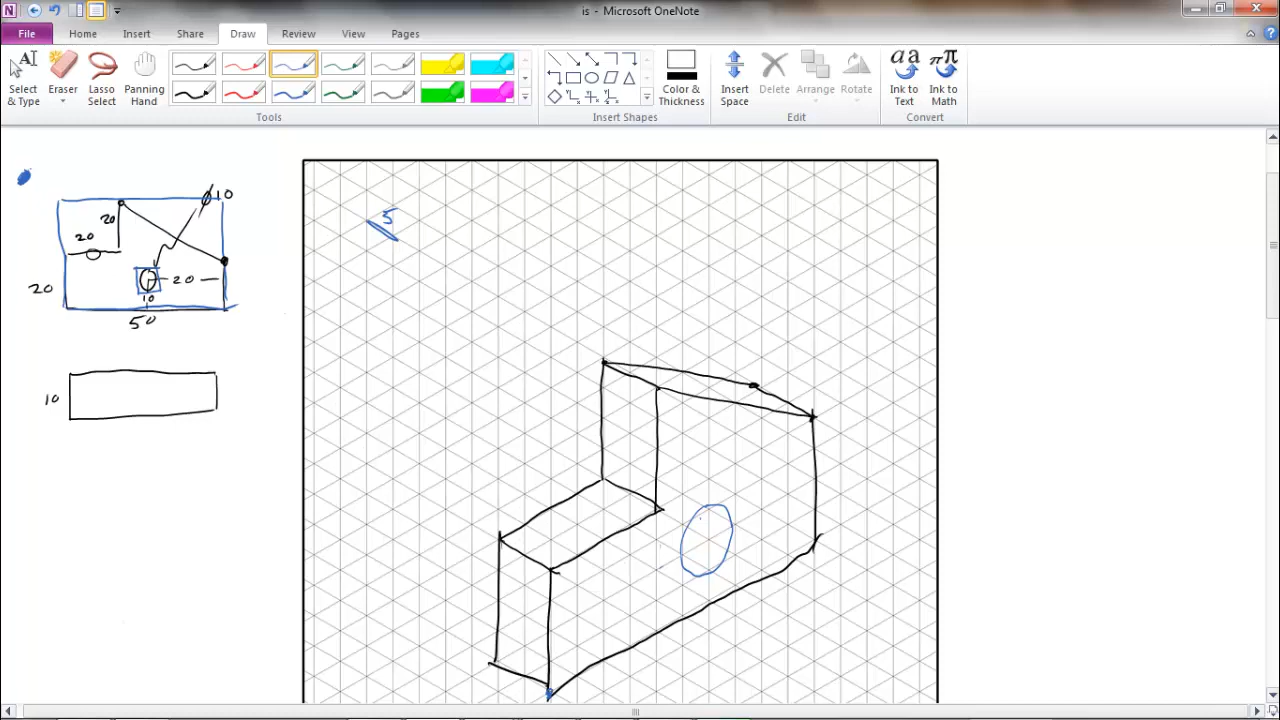 is - Microsoft OneNote
File Home Insert Share Draw Review View Pages
Select & Type
Eraser
Lasso Select
Panning Hand
Color & Thickness
Insert Space
Delete
Arrange
Rotate
Ink to Text
Ink to Math
Tools
Insert Shapes
Edit
Convert
10
20
20
20
20
10
50
10
5